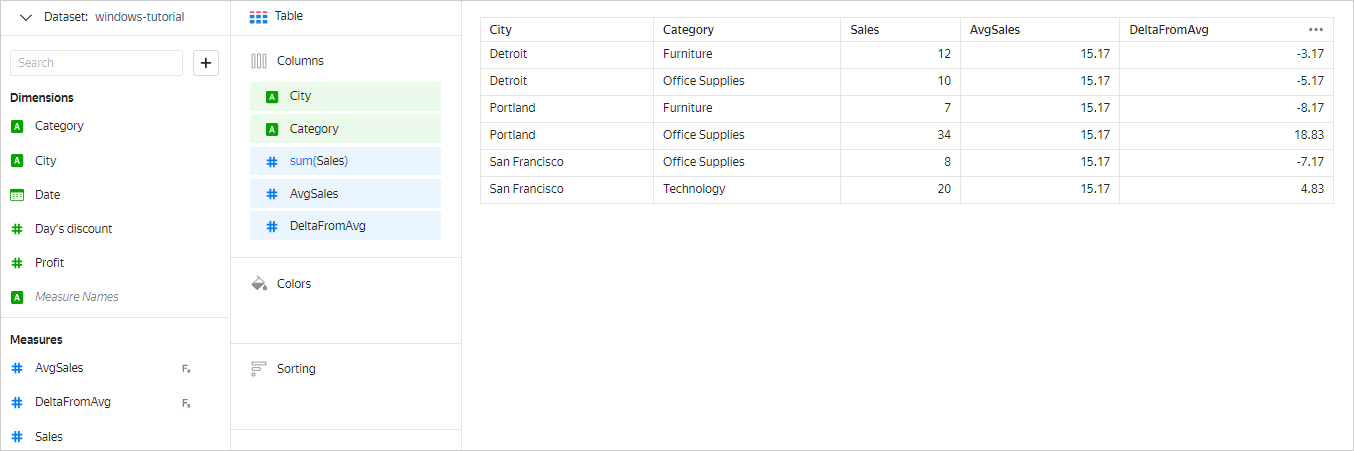 Dataset: windows-tutorial
Search
Dimensions
A Category
A City
Date
# Day's discount
# Profit
A Measure Names
Measures
# AvgSales Fx
# DeltaFromAvg Fx
# Sales
Table
Columns
A City
A Category
# sum(Sales)
# AvgSales
# DeltaFromAvg
Colors
Sorting
City Category Sales AvgSales DeltaFromAvg
Detroit Furniture 12 15.17 -3.17
Detroit Office Supplies 10 15.17 -5.17
Portland Furniture 7 15.17 -8.17
Portland Office Supplies 34 15.17 18.83
San Francisco Office Supplies 8 15.17 -7.17
San Francisco Technology 20 15.17 4.83